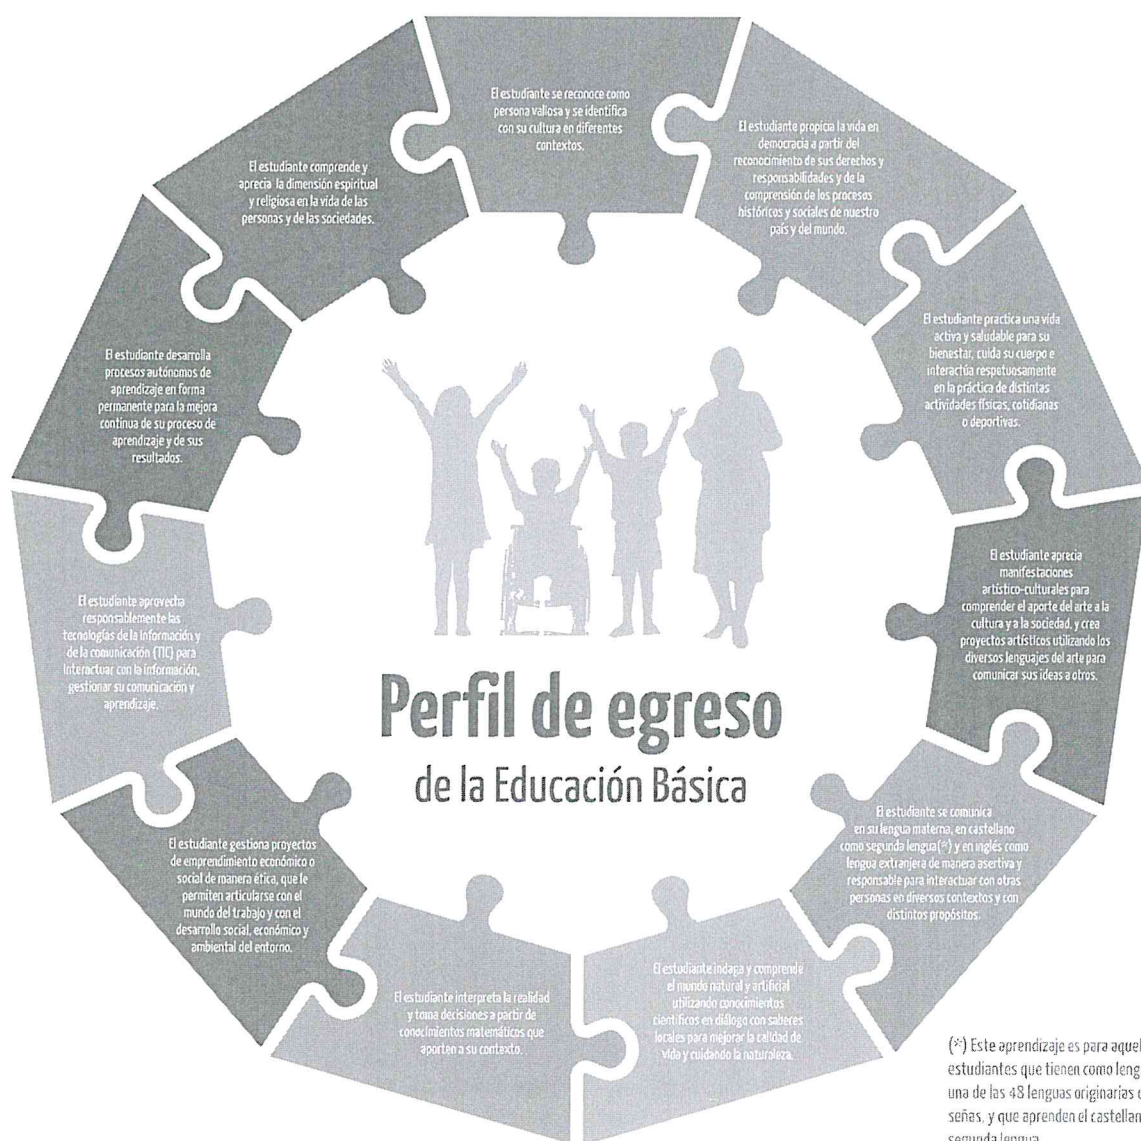 El estudiante se reconoce como
persona valiosa y se identifica
con su cultura en diferentes
contextos.
El estudiante propicia la vida en
democracia a partir del
reconocimiento de sus derechos y
responsabilidades y de la
comprensión de los procesos
históricos y sociales de nuestro
país y del mundo.
El estudiante practica una vida
activa y saludable para su
bienestar, cuida su cuerpo e
interactúa respetuosamente
en la práctica de distintas
actividades físicas, cotidianas
o deportivas.
El estudiante aprecia
manifestaciones
artístico-culturales para
comprender el aporte del arte a la
cultura y a la sociedad, y crea
proyectos artísticos utilizando los
diversos lenguajes del arte para
comunicar sus ideas a otros.
El estudiante se comunica
en su lengua materna, en castellano
como segunda lengua(*) y en inglés como
lengua extranjera de manera asertiva y
responsable para interactuar con otras
personas en diversos contextos y con
distintos propósitos.
El estudiante indaga y comprende
el mundo natural y artificial
utilizando conocimientos
científicos en diálogo con saberes
locales para mejorar la calidad de
vida y cuidando la naturaleza.
El estudiante interpreta la realidad
y toma decisiones a partir de
conocimientos matemáticos que
aporten a su contexto.
El estudiante gestiona proyectos
de emprendimiento económico o
social de manera ética, que le
permiten articularse con el
mundo del trabajo y con el
desarrollo social, económico y
ambiental del entorno.
El estudiante aprovecha
responsablemente las
tecnologías de la información y
de la comunicación (TIC) para
interactuar con la información,
gestionar su comunicación y
aprendizaje.
El estudiante desarrolla
procesos autónomos de
aprendizaje en forma
permanente para la mejora
continua de su proceso de
aprendizaje y de sus
resultados.
El estudiante comprende y
aprecia la dimensión espiritual
y religiosa en la vida de las
personas y de las sociedades.
Perfil de egreso
de la Educación Básica
(*) Este aprendizaje es para
estudiantes que tienen como
una de las 48 lenguas originarias
señas, y que aprenden el
segunda lengua.